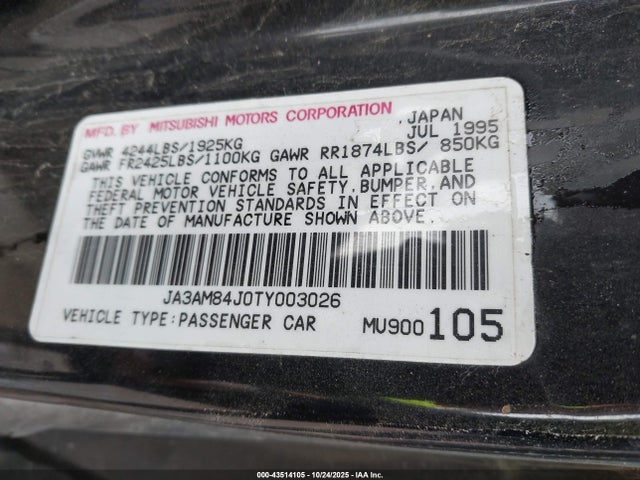 MFD. BY MITSUBISHI MOTORS CORPORATION JAPAN
GVWR 4244LBS/1925KG JUL 1995
GAWR FR2425LBS/1100KG GAWR RR1874LBS/ 850KG
THIS VEHICLE CONFORMS TO ALL APPLICABLE
FEDERAL MOTOR VEHICLE SAFETY,BUMPER,AND
THEFT PREVENTION STANDARDS IN EFFECT ON
THE DATE OF MANUFACTURE SHOWN ABOVE.
JA3AM84J0TY003026
VEHICLE TYPE:PASSENGER CAR MU900105
000-43514105 - 10/24/2025 - IAA Inc.